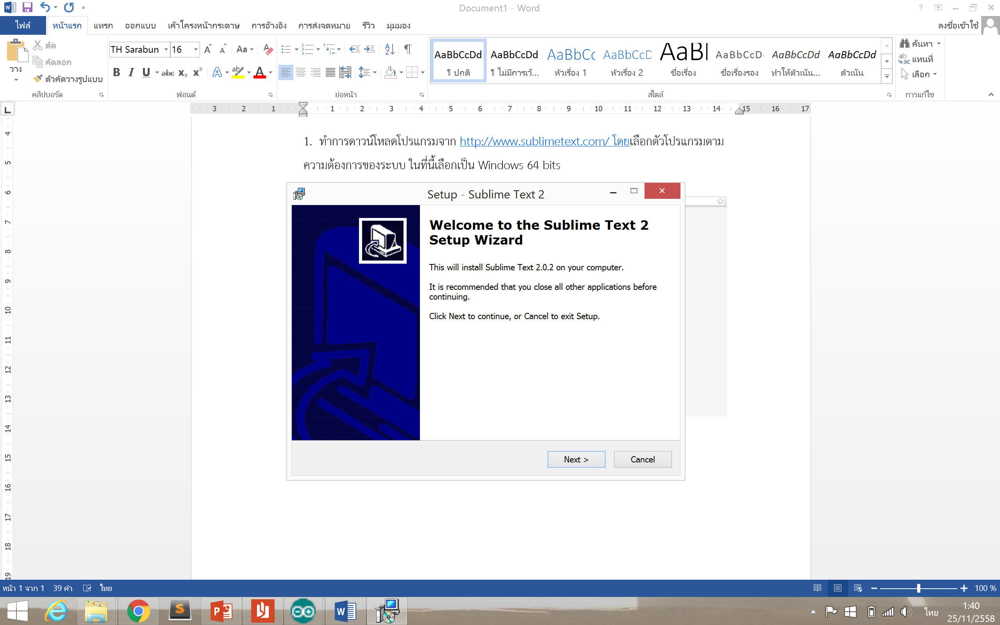 Document1 - Word
ไฟล์ หน้าแรก แทรก ออกแบบ เค้าโครงหน้ากระดาษ การอ้างอิง การส่งจดหมาย รีวิว มุมมอง ลงชื่อเข้าใช้
วาง
ตัด
คัดลอก
ตัวคัดวางรูปแบบ
คลิปบอร์ด
TH Sarabun 16
ฟอนต์
ย่อหน้า
AaBbCcDd AaBbCcDd AaBbCc AaBbCcD AaBl AaBbCcD AaBbCcDd AaBbCcDd
¶ ปกติ ¶ ไม่มีการเว้... หัวเรื่อง 1 หัวเรื่อง 2 ชื่อเรื่อง ชื่อเรื่องรอง ทำให้ตัวเน้น... ตัวเน้น
สไตล์
ค้นหา
แทนที่
เลือก
การแก้ไข
3 2 1 1 2 3 4 5 6 7 8 9 10 11 12 13 14 15 16 17
4
5
6
7
8
9
10
11
12
13
14
15
16
17
18
19
1. ทำการดาวน์โหลดโปรแกรมจาก http://www.sublimetext.com/ โดยเลือกตัวโปรแกรมตาม
ความต้องการของระบบ ในที่นี้เลือกเป็น Windows 64 bits
Setup - Sublime Text 2
Welcome to the Sublime Text 2
Setup Wizard
This will install Sublime Text 2.0.2 on your computer.
It is recommended that you close all other applications before
continuing.
Click Next to continue, or Cancel to exit Setup.
Next > Cancel
หน้า 1 จาก 1 39 คำ ไทย 100 %
ไทย
1:40
25/11/2558